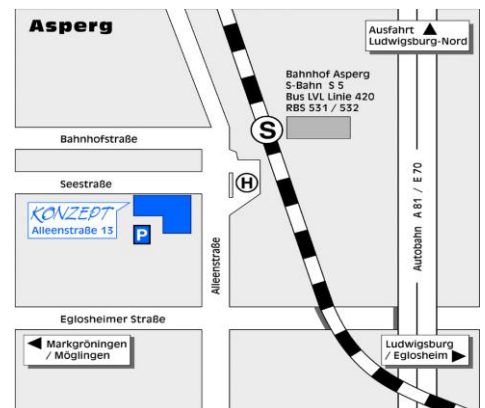 Asperg
Ausfahrt
Ludwigsburg-Nord
Bahnhof Asperg
S-Bahn S 5
Bus LVL Linie 420
RBS 531 / 532
S
Bahnhofstraße
Seestraße
H
KONZEPT
Alleenstraße 13
P
Alleenstraße
Autobahn A 81 / E 70
Eglosheimer Straße
Markgröningen
/ Möglingen
Ludwigsburg
/ Eglosheim